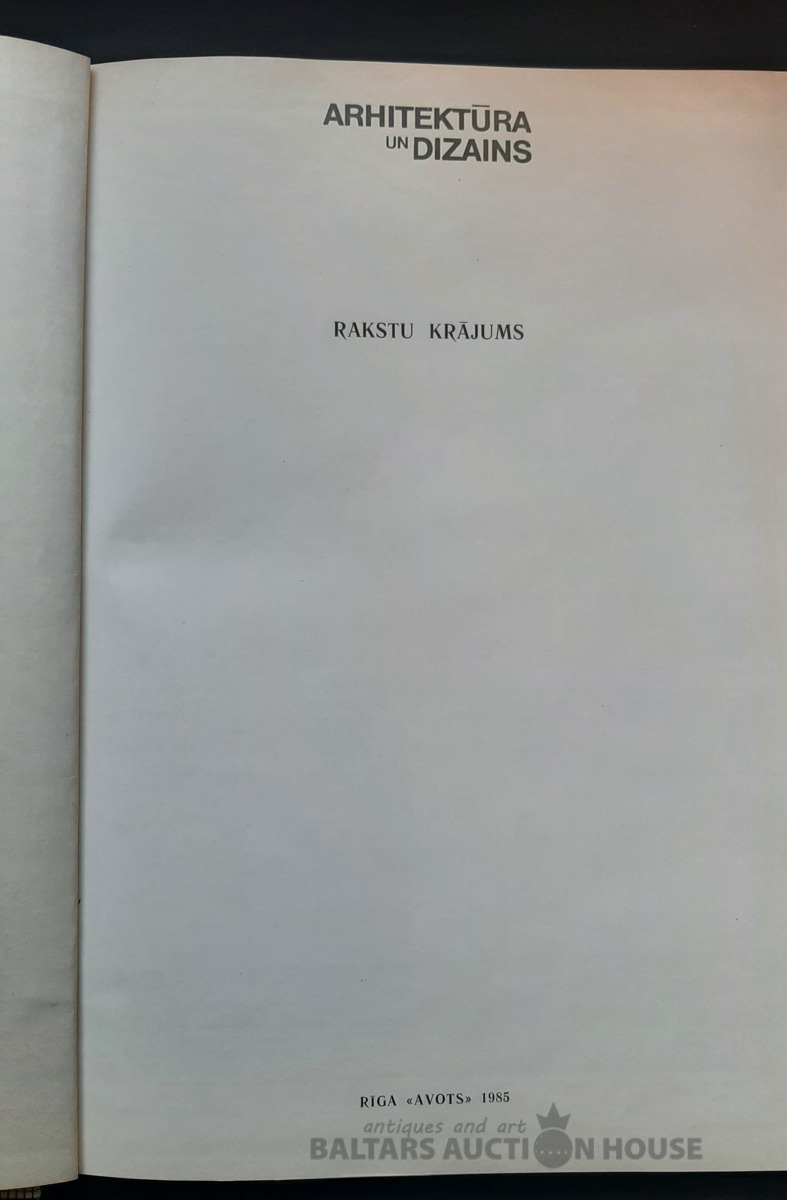 ARHITEKTŪRA
UN DIZAINS
RAKSTU KRĀJUMS
RĪGA «AVOTS» 1985
antiques and art
BALTARS AUCTION HOUSE